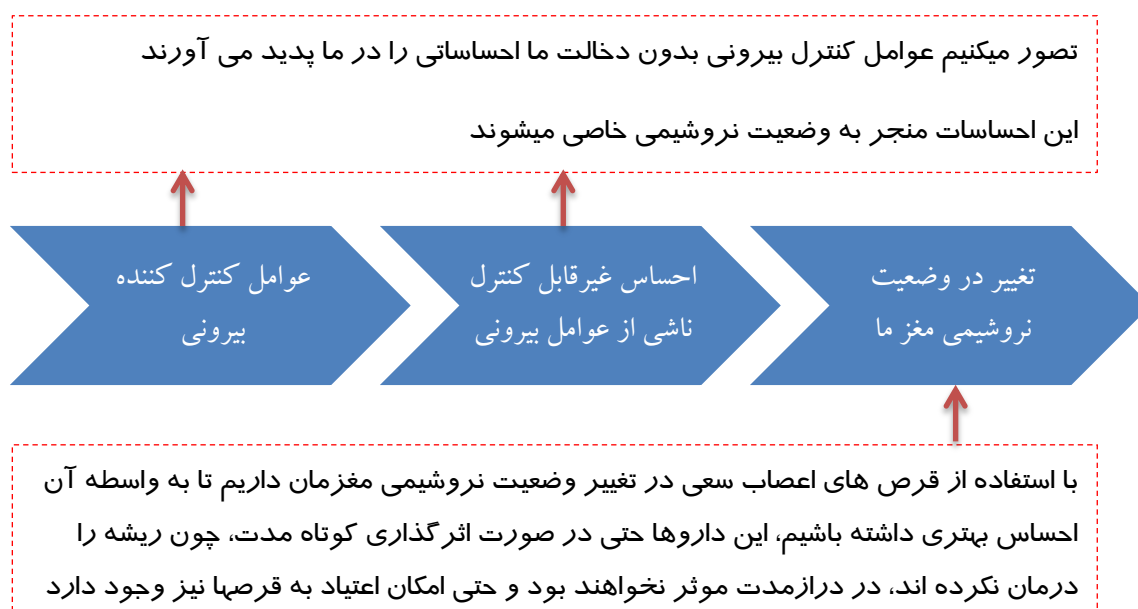 تصور میکنیم عوامل کنترل بیرونی بدون دخالت ما احساساتی را در ما پدید می آورند
این احساسات منجر به وضعیت نروشیمی خاصی میشوند
عوامل کنترل کننده
بیرونی
احساس غیرقابل کنترل
ناشی از عوامل بیرونی
تغییر در وضعیت
نروشیمی مغز ما
با استفاده از قرص های اعصاب سعی در تغییر وضعیت نروشیمی مغزمان داریم تا به واسطه آن
احساس بهتری داشته باشیم، این داروها حتی در صورت اثرگذاری کوتاه مدت، چون ریشه را
درمان نکرده اند، در درازمدت موثر نخواهند بود و حتی امکان اعتیاد به قرصها نیز وجود دارد